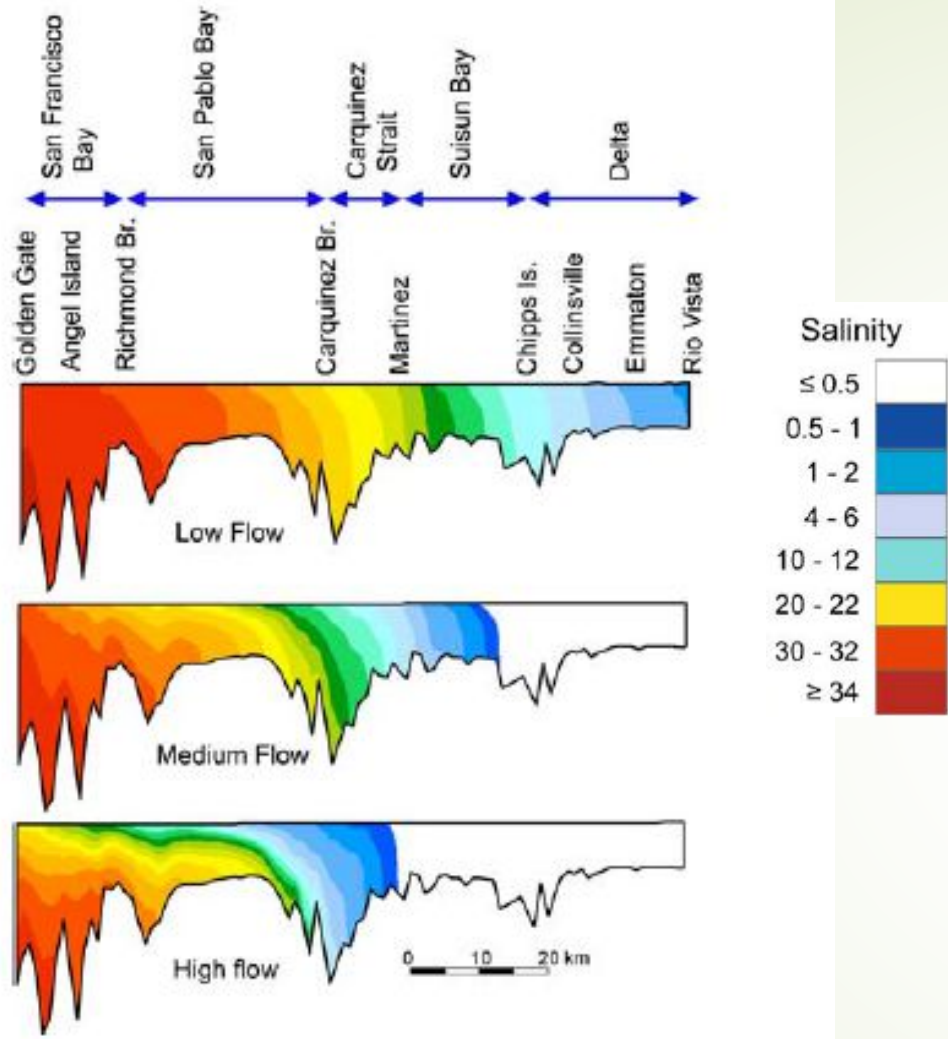 San Francisco
Bay
San Pablo Bay
Carquinez
Strait
Suisun Bay
Delta
Golden Gate
Angel Island
Richmond Br.
Carquinez Br.
Martinez
Chipps Is.
Collinsville
Emmaton
Rio Vista
Salinity
≤ 0.5
0.5 - 1
1 - 2
4 - 6
10 - 12
20 - 22
30 - 32
≥ 34
Low Flow
Medium Flow
High flow
0 10 20 km